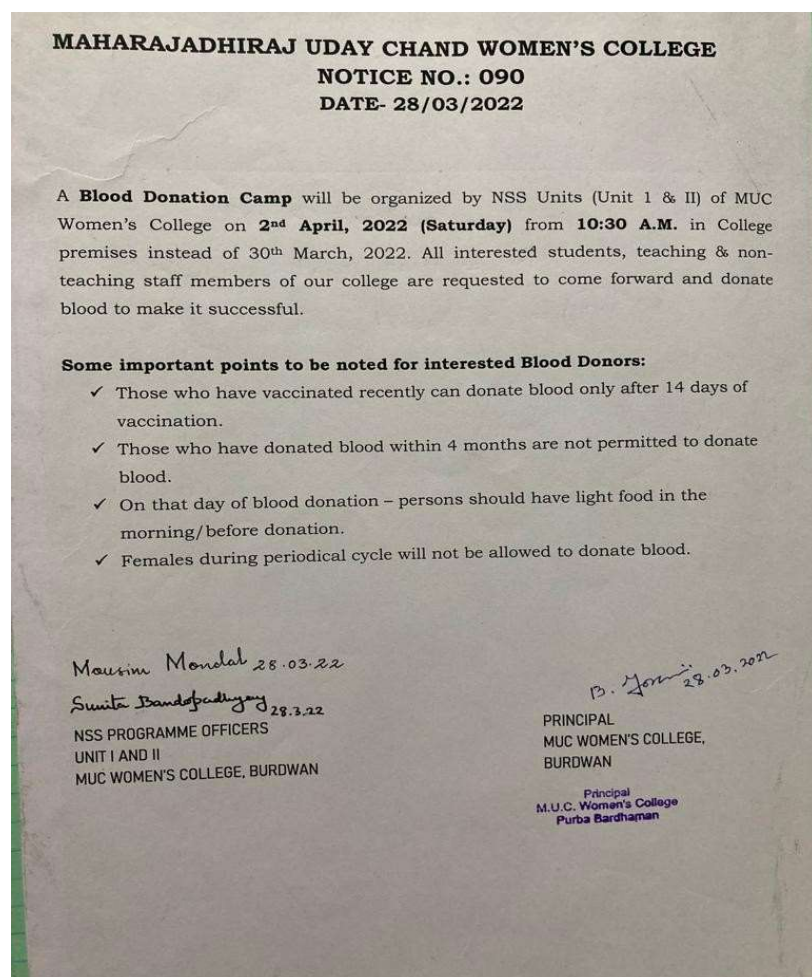 MAHARAJADHIRAJ UDAY CHAND WOMEN'S COLLEGE
NOTICE NO.: 090
DATE- 28/03/2022
A Blood Donation Camp will be organized by NSS Units (Unit 1 & II) of MUC
Women's College on 2nd April, 2022 (Saturday) from 10:30 A.M. in College
premises instead of 30th March, 2022. All interested students, teaching & non-
teaching staff members of our college are requested to come forward and donate
blood to make it successful.
Some important points to be noted for interested Blood Donors:
✓ Those who have vaccinated recently can donate blood only after 14 days of
vaccination.
✓ Those who have donated blood within 4 months are not permitted to donate
blood.
✓ On that day of blood donation – persons should have light food in the
morning/before donation.
✓ Females during periodical cycle will not be allowed to donate blood.
Mousim Mondal 28.03.22
Sunita Bandopadhyay 28.3.22
NSS PROGRAMME OFFICERS
UNIT I AND II
MUC WOMEN'S COLLEGE, BURDWAN
B. 28.03.2022
PRINCIPAL
MUC WOMEN'S COLLEGE,
BURDWAN
Principal
M.U.C. Women's College
Purba Bardhaman